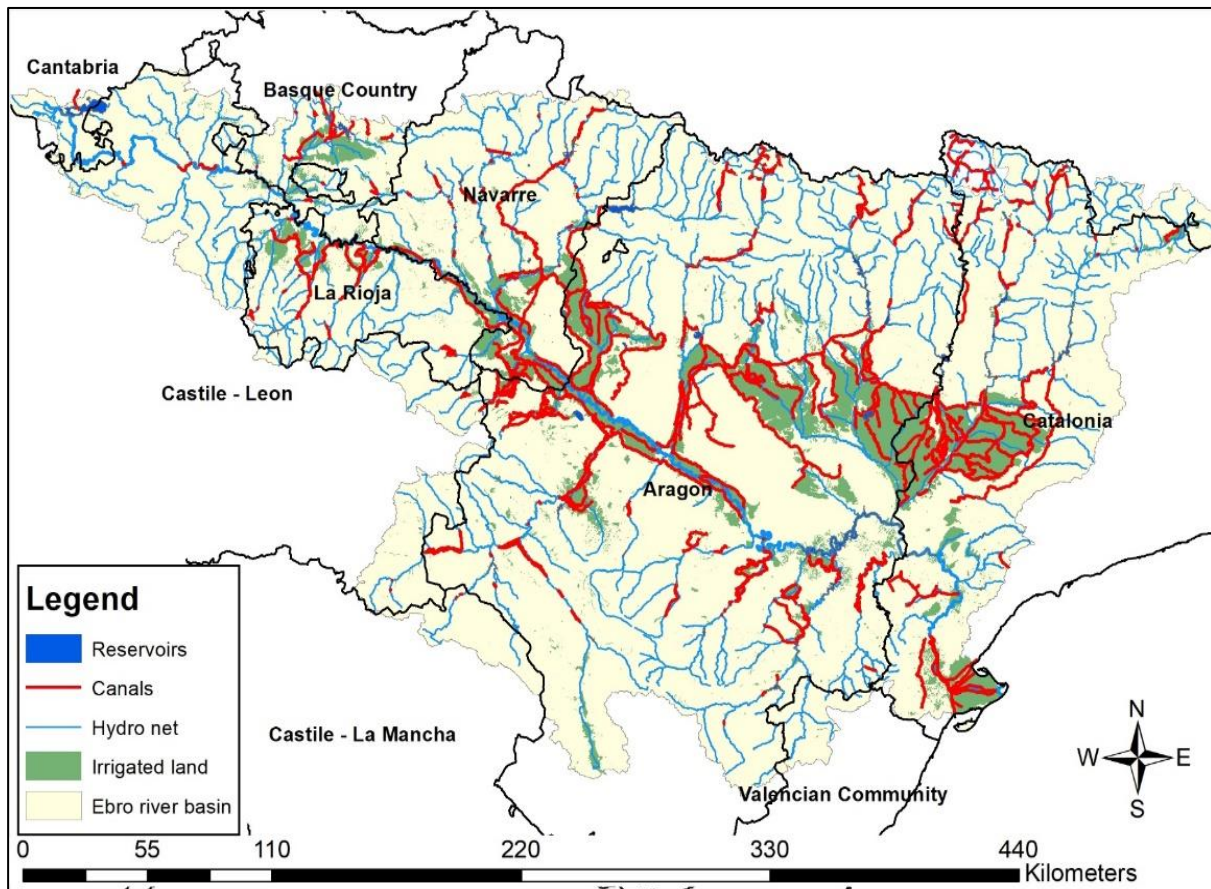 Cantabria
Basque Country
Navarre
La Rioja
Castile - Leon
Catalonia
Aragon
Legend
Reservoirs
Canals
Hydro net
Irrigated land
Ebro river basin
Castile - La Mancha
Valencian Community
N
W E
S
0 55 110 220 330 440
Kilometers